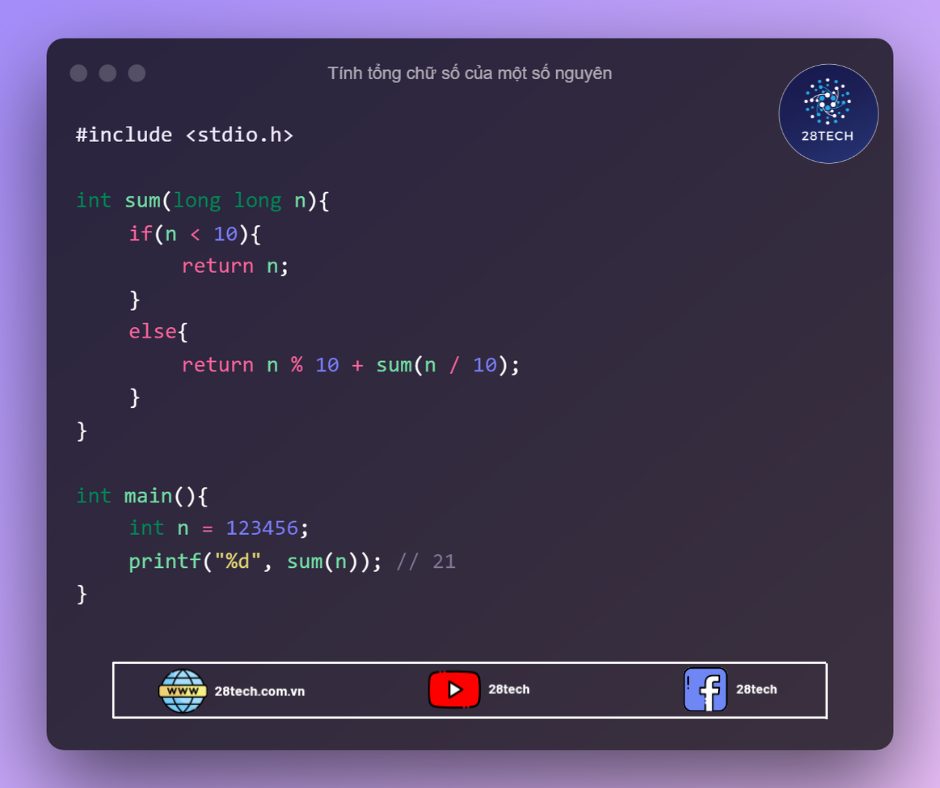 Tính tổng chữ số của một số nguyên
28TECH
#include <stdio.h>
int sum(long long n){
if(n < 10){
return n;
}
else{
return n % 10 + sum(n / 10);
}
}
int main(){
int n = 123456;
printf("%d", sum(n)); // 21
}
WWW 28tech.com.vn 28tech 28tech